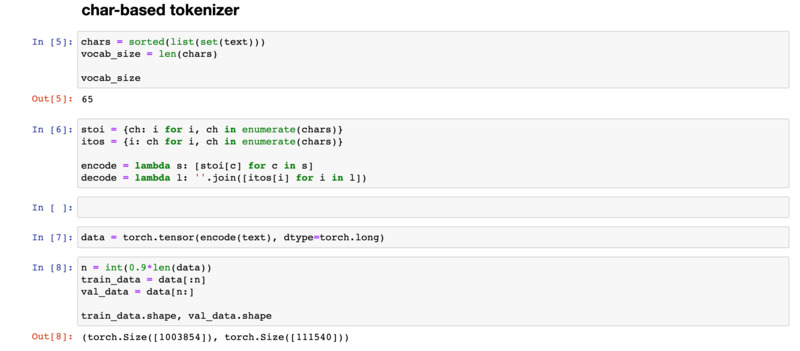 char-based tokenizer
In [5]: chars = sorted(list(set(text)))
vocab_size = len(chars)
vocab_size
Out[5]: 65
In [6]: stoi = {ch: i for i, ch in enumerate(chars)}
itos = {i: ch for i, ch in enumerate(chars)}
encode = lambda s: [stoi[c] for c in s]
decode = lambda l: ''.join([itos[i] for i in l])
In [ ]:
In [7]: data = torch.tensor(encode(text), dtype=torch.long)
In [8]: n = int(0.9*len(data))
train_data = data[:n]
val_data = data[n:]
train_data.shape, val_data.shape
Out[8]: (torch.Size([1003854]), torch.Size([111540]))